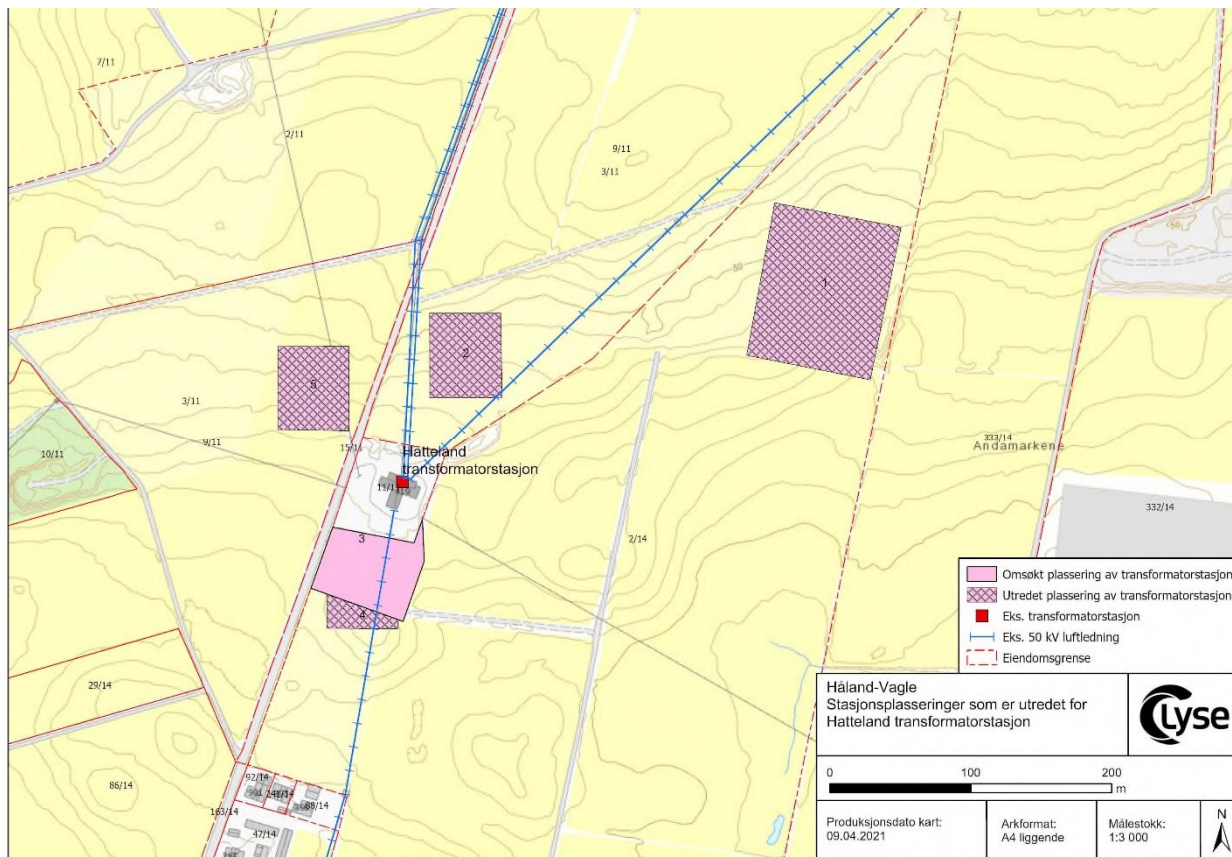 7/11
2/11
9/11
3/11
50
50
1
2
5
3/11
9/11
10/11
15/11
Hatteland
transformatorstasjon
333/14
Andamarkene
332/14
3
2/14
4
29/14
86/14
92/14
88/14
163/14
47/14
Omsøkt plassering av transformatorstasjon
Utredet plassering av transformatorstasjon
Eks. transformatorstasjon
Eks. 50 kV luftledning
Eiendomsgrense
Håland-Vagle
Stasjonsplasseringer som er utredet for
Hatteland transformatorstasjon
Lyse
0 100 200
m
Produksjonsdato kart:
09.04.2021
Arkformat:
A4 liggende
Målestokk:
1:3 000
N